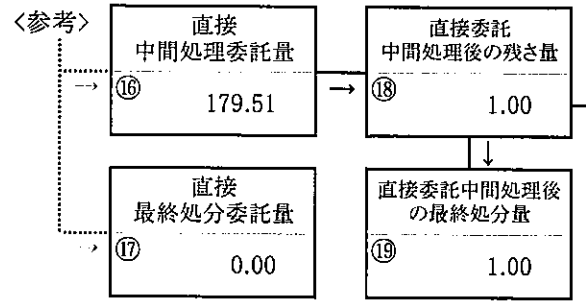 〈参考〉
直接
中間処理委託量
⑯
179.51
→
→
直接委託
中間処理後の残さ量
⑱
1.00
↓
直接
最終処分委託量
⑰
0.00
→
直接委託中間処理後
の最終処分量
⑲
1.00